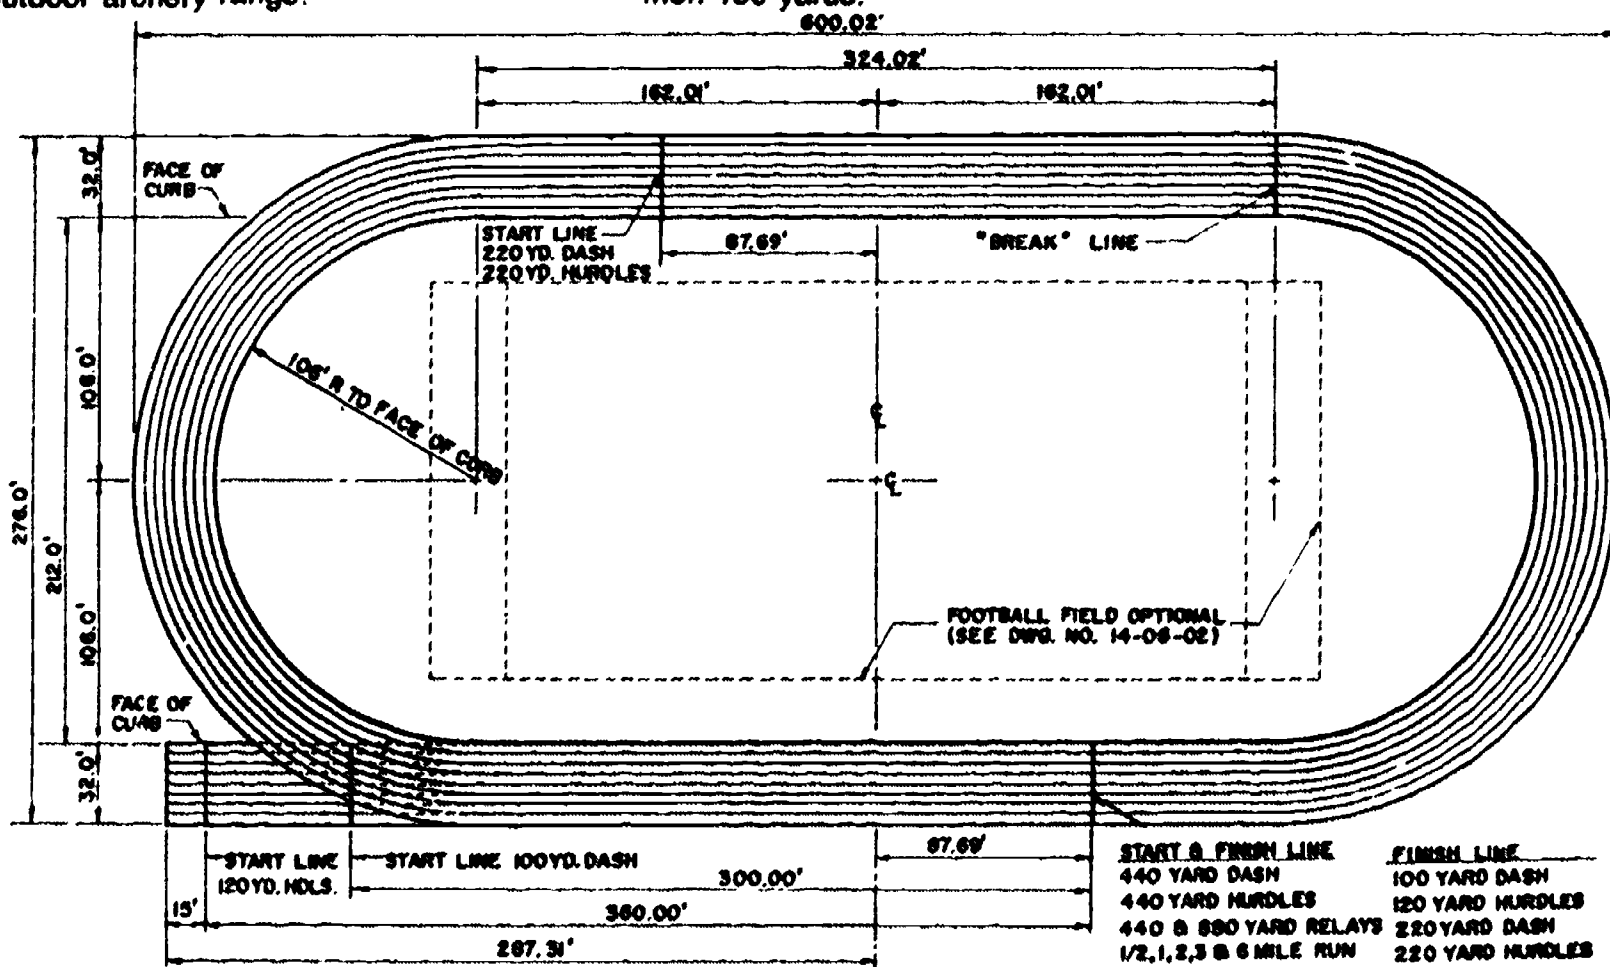 outdoor archery range.
men 100 yards.
600.02'
324.02'
162.01'
162.01'
32.0'
FACE OF
CURB
START LINE
220 YD. DASH
220 YD. HURDLES
87.69'
"BREAK" LINE
106' R TO FACE OF CURB
106.0'
℄
℄
276.0'
212.0'
106.0'
FOOTBALL FIELD OPTIONAL
(SEE DWG. NO. 14-06-02)
FACE OF
CURB
32.0'
START LINE
120 YD. HDLS.
START LINE 100 YD. DASH
87.69'
300.00'
15'
360.00'
287.31'
START & FINISH LINE
440 YARD DASH
440 YARD HURDLES
440 & 880 YARD RELAYS
1/2, 1, 2, 3 & 6 MILE RUN
FINISH LINE
100 YARD DASH
120 YARD HURDLES
220 YARD DASH
220 YARD HURDLES